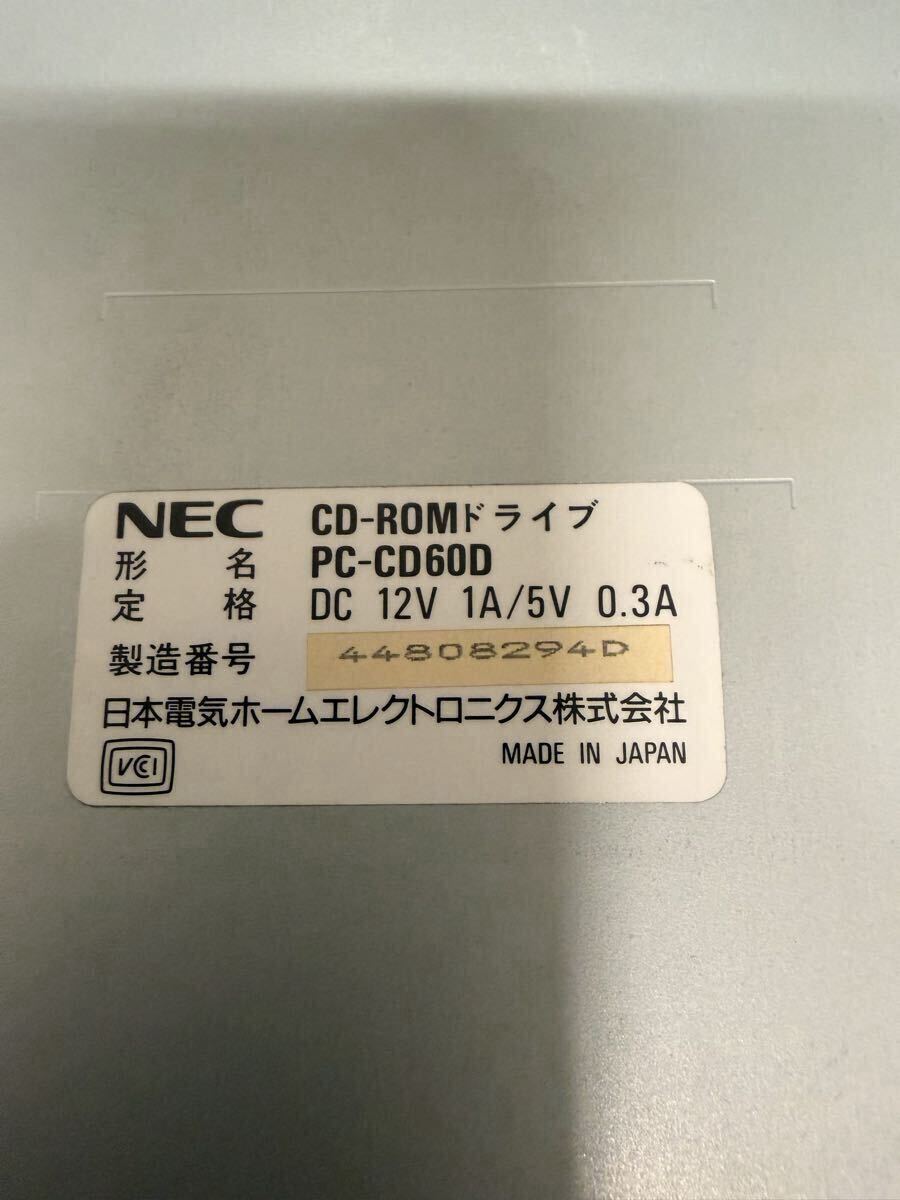 NEC CD-ROMドライブ
形名 PC-CD60D
定格 DC 12V 1A/5V 0.3A
製造番号 44808294D
日本電気ホームエレクトロニクス株式会社
VCCI MADE IN JAPAN